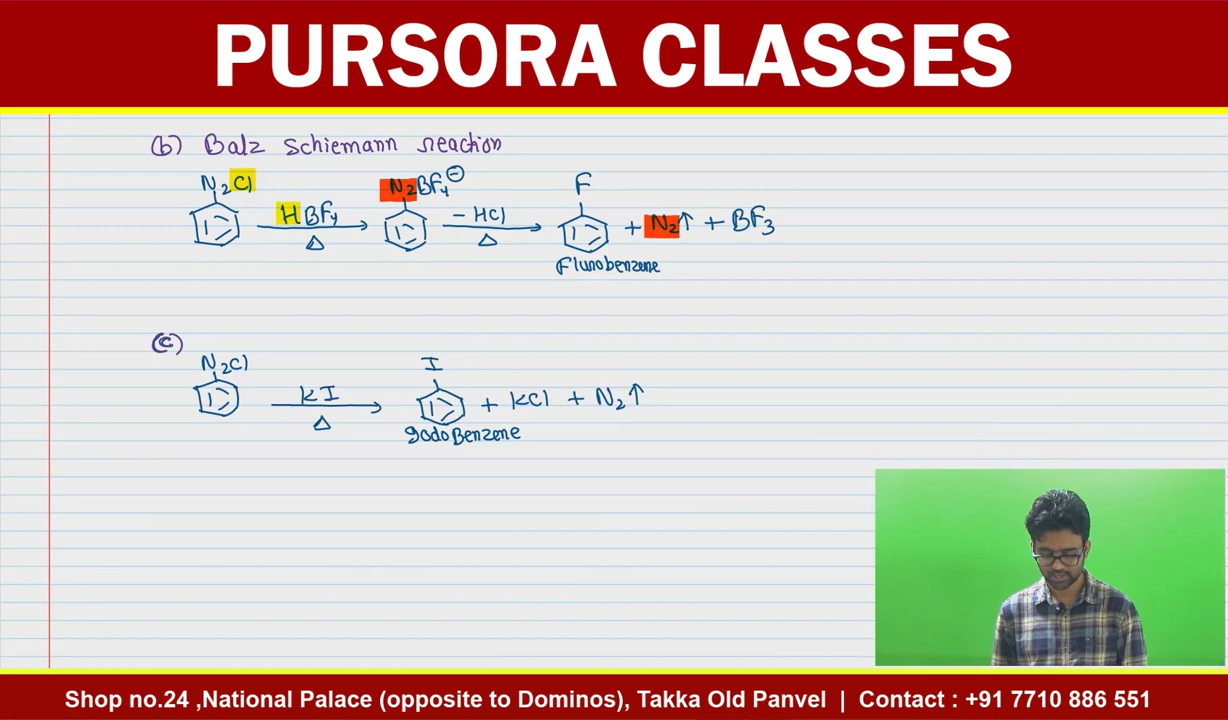 PURSORA CLASSES
(b) Balz Schiemann reaction
N₂Cl HBF₄ Δ N₂BF₄⊖ - HCl Δ F + N₂↑ + BF₃
Flurobenzene
(c)
N₂Cl KI Δ I + KCl + N₂↑
IodoBenzene
Shop no.24 ,National Palace (opposite to Dominos), Takka Old Panvel | Contact : +91 7710 886 551